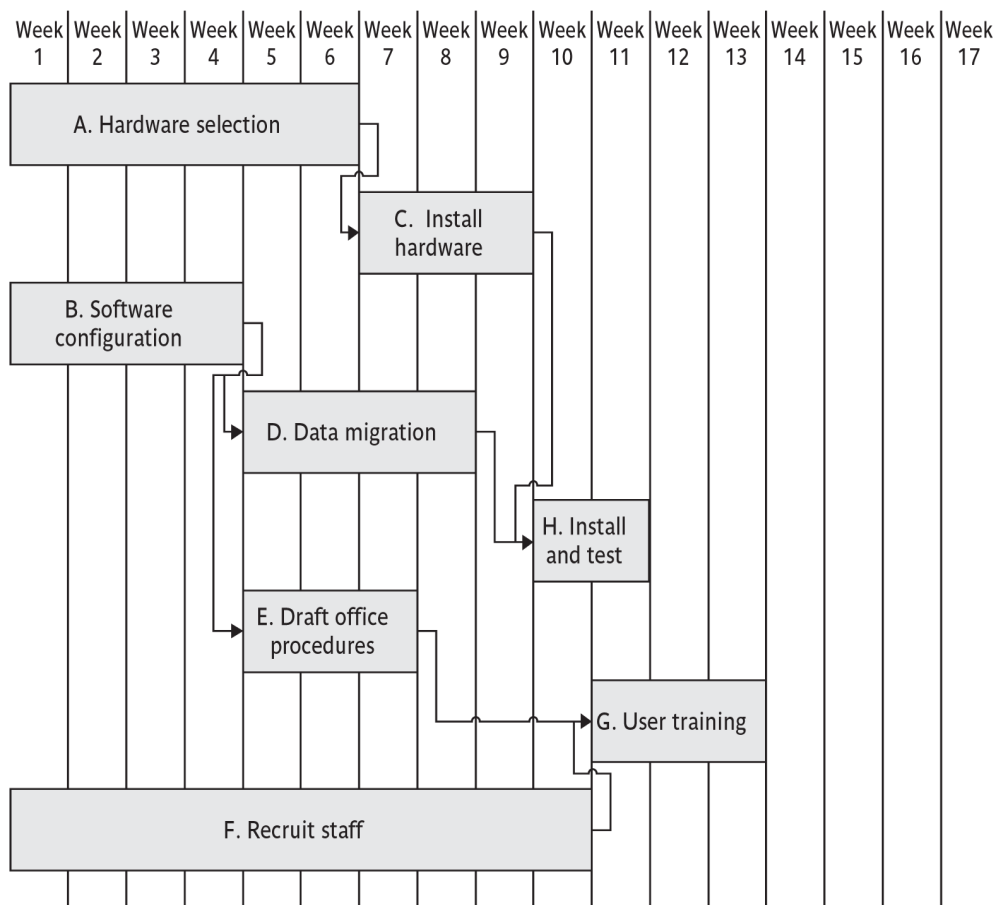 Week Week Week Week Week Week Week Week Week Week Week Week Week Week Week Week Week
1 2 3 4 5 6 7 8 9 10 11 12 13 14 15 16 17
A. Hardware selection
C. Install
hardware
B. Software
configuration
D. Data migration
H. Install
and test
E. Draft office
procedures
G. User training
F. Recruit staff